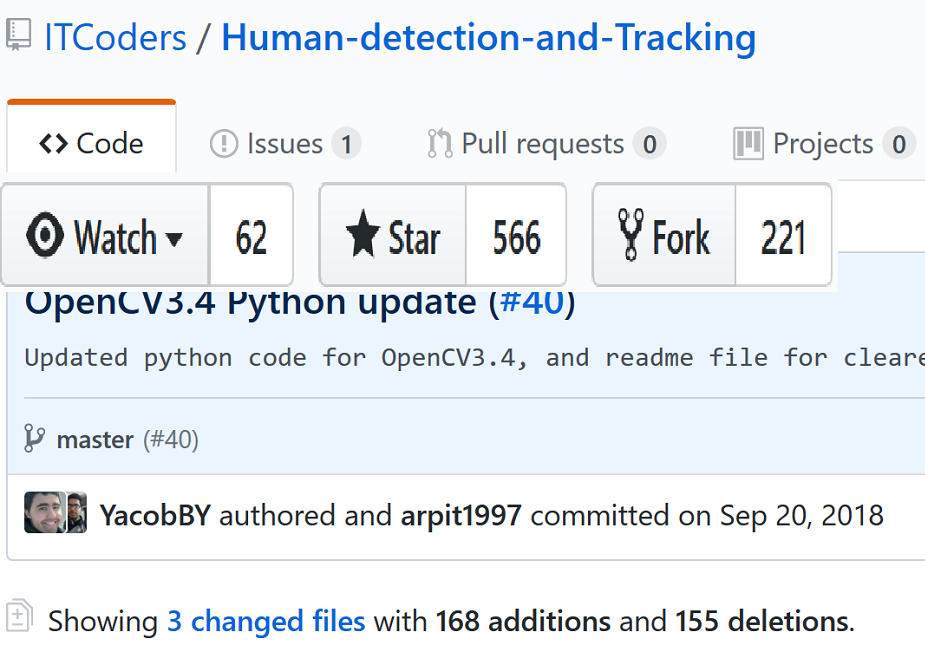 ITCoders / Human-detection-and-Tracking
Code Issues 1 Pull requests 0 Projects 0
Watch 62 Star 566 Fork 221
OpenCV3.4 Python update (#40)
Updated python code for OpenCV3.4, and readme file for cleare
master (#40)
YacobBY authored and arpit1997 committed on Sep 20, 2018
Showing 3 changed files with 168 additions and 155 deletions.